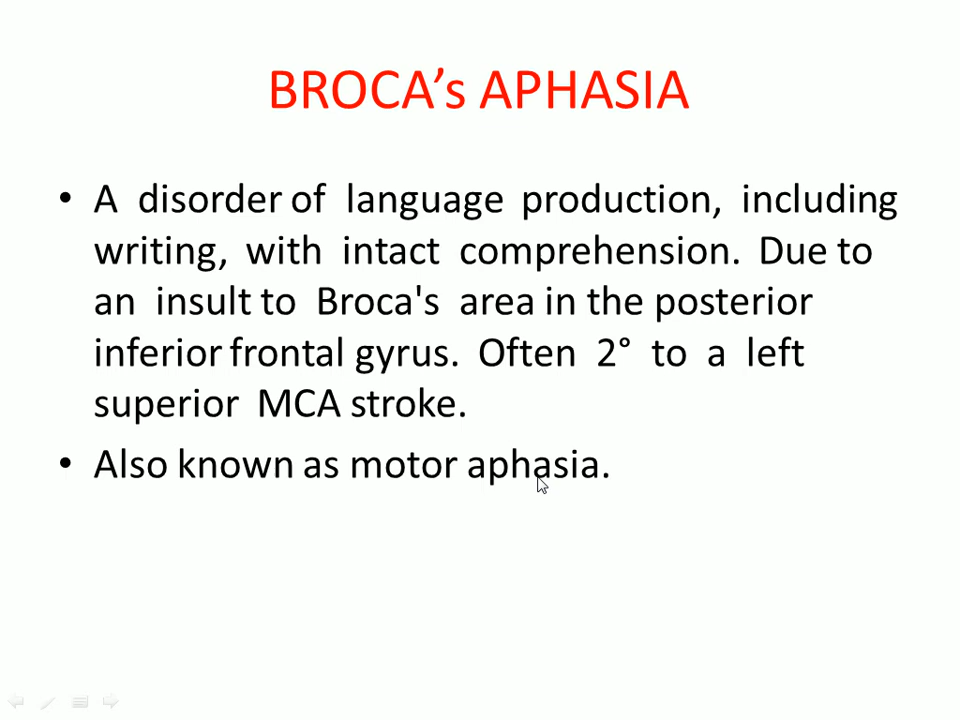 BROCA’s APHASIA
• A disorder of language production, including
writing, with intact comprehension. Due to
an insult to Broca's area in the posterior
inferior frontal gyrus. Often 2° to a left
superior MCA stroke.
• Also known as motor aphasia.